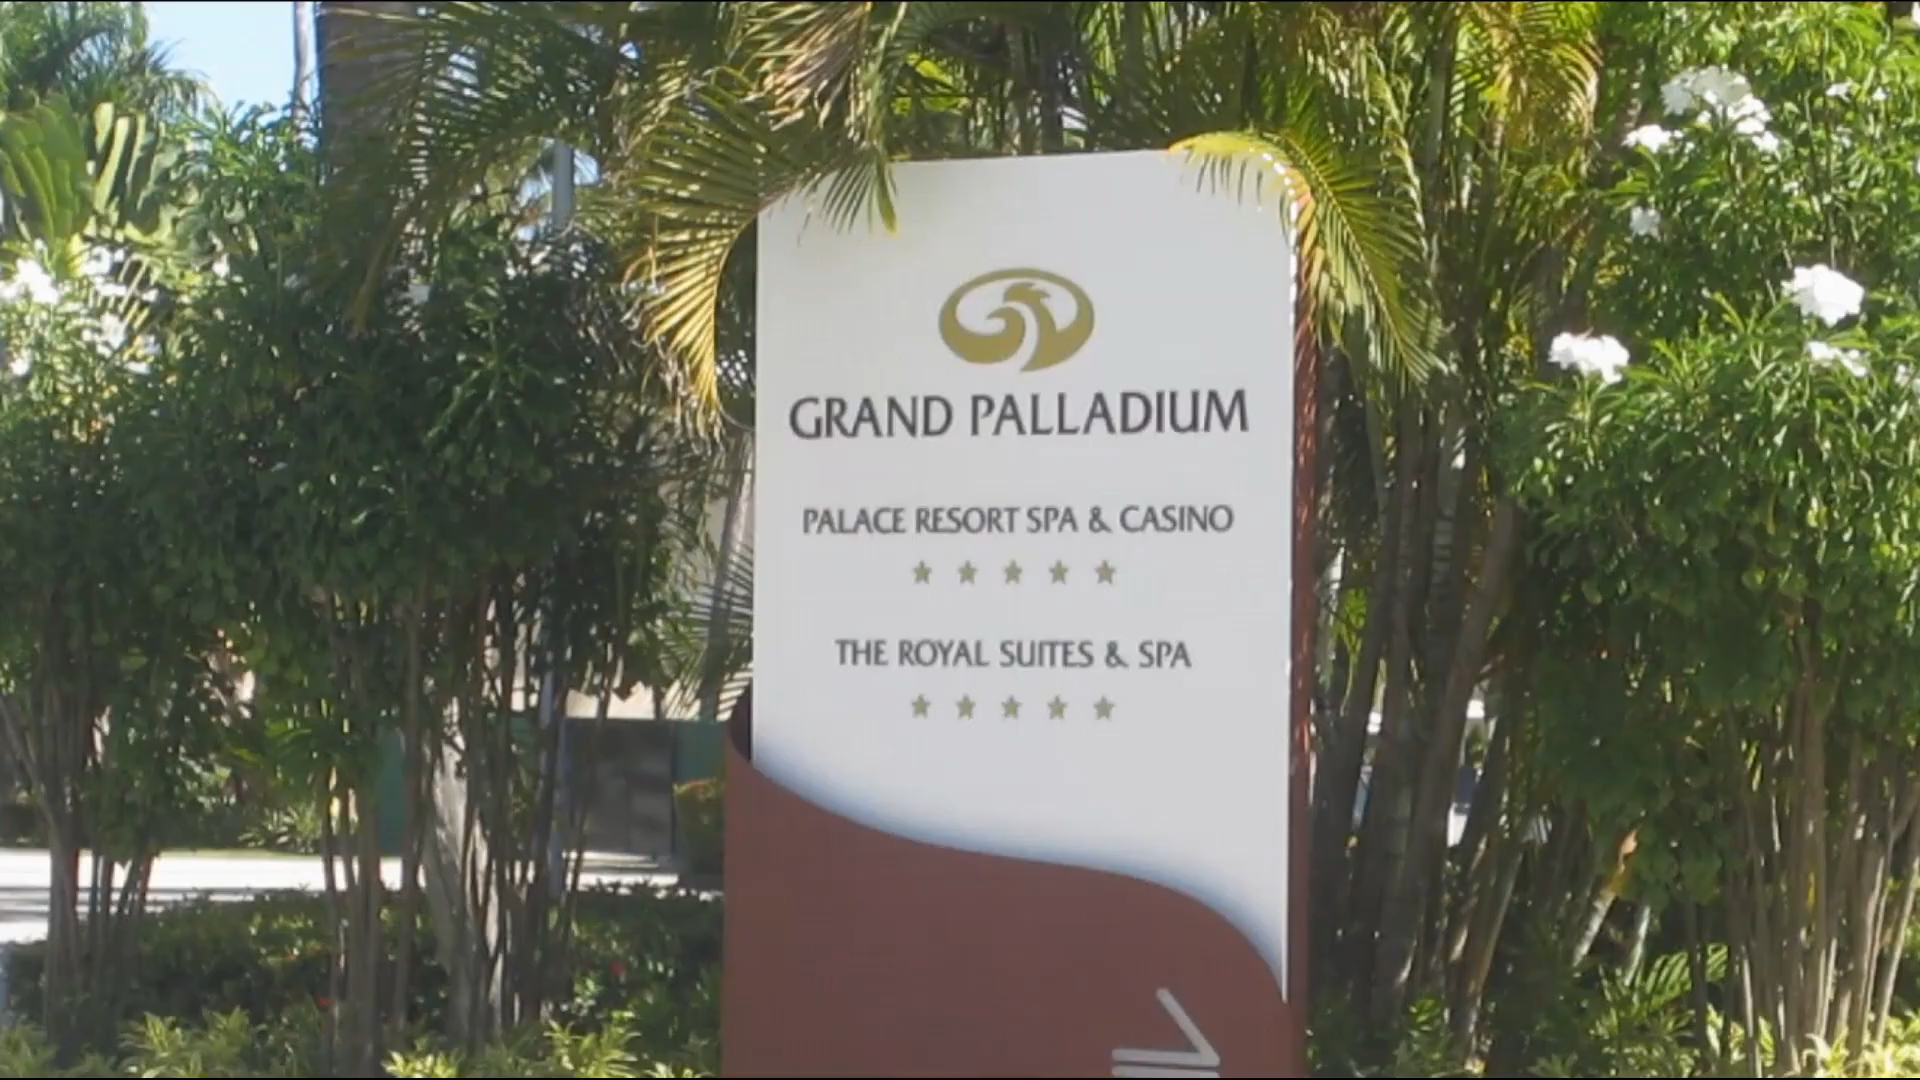 GRAND PALLADIUM
PALACE RESORT SPA & CASINO
THE ROYAL SUITES & SPA